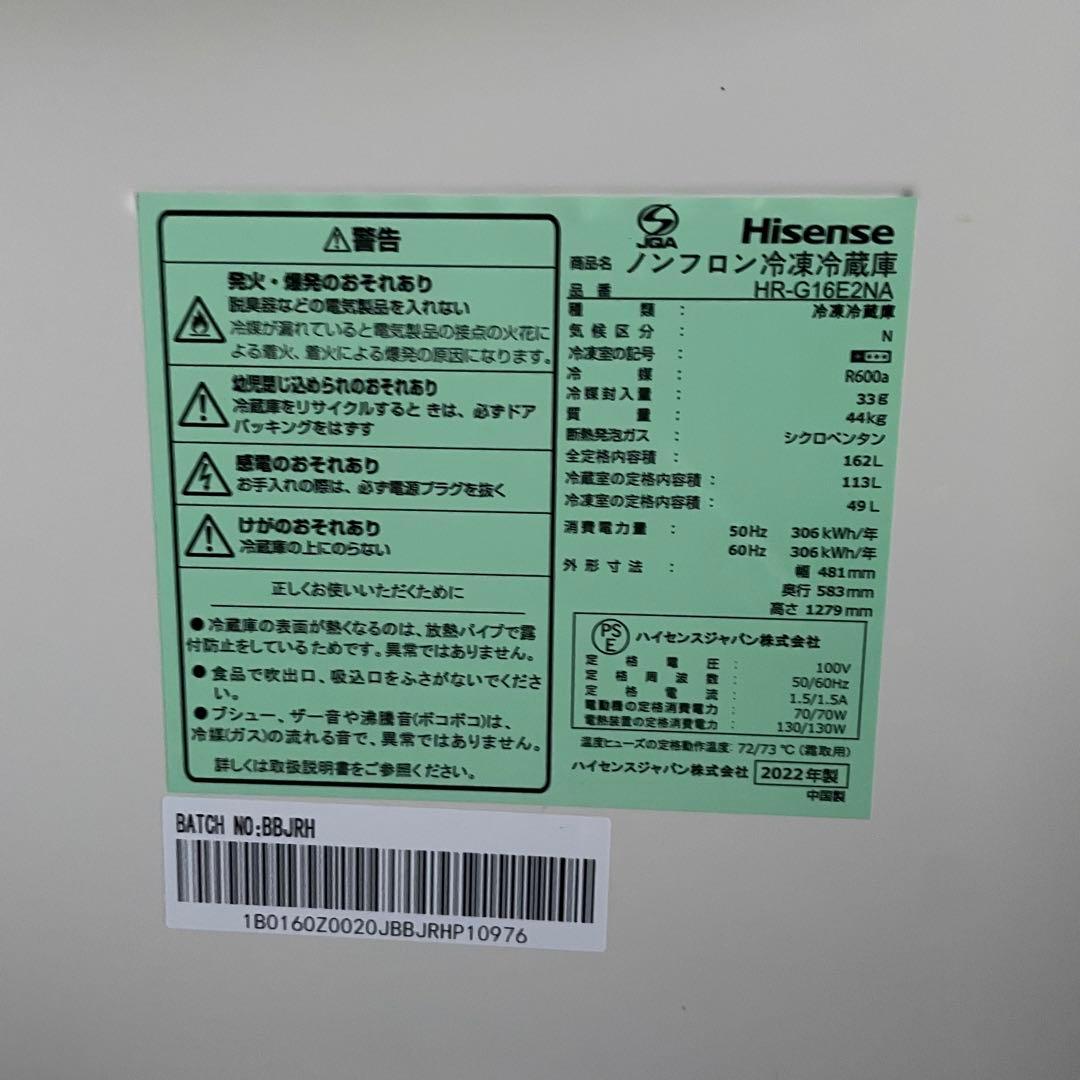 ⚠警告
発火・爆発のおそれあり
脱臭器などの電気製品を入れない
冷媒が漏れていると電気製品の接点の火花に
よる着火、着火による爆発の原因になります。
幼児閉じ込められのおそれあり
冷蔵庫をリサイクルするときは、必ずドア
パッキングをはずす
感電のおそれあり
お手入れの際は、必ず電源プラグを抜く
けがのおそれあり
冷蔵庫の上にのらない
正しくお使いいただくために
●冷蔵庫の表面が熱くなるのは、放熱パイプで露
付防止をしているためです。異常ではありません。
●食品で吹出口、吸込口をふさがないでくださ
い。
●ブシュー、ザー音や沸騰音(ボコボコ)は、
冷媒(ガス)の流れる音で、異常ではありません。
詳しくは取扱説明書をご参照ください。
JQA
Hisense
商品名 ノンフロン冷凍冷蔵庫
品番 HR-G16E2NA
種類: 冷凍冷蔵庫
気候区分: N
冷凍室の記号:
冷媒: R600a
冷媒封入量: 33g
質量: 44kg
断熱発泡ガス: シクロペンタン
全定格内容積: 162L
冷蔵室の定格内容積: 113L
冷凍室の定格内容積: 49L
消費電力量: 50Hz 306kWh/年
60Hz 306kWh/年
外形寸法: 幅 481mm
奥行 583mm
高さ 1279mm
PSE ハイセンスジャパン株式会社
定格電圧: 100V
定格周波数: 50/60Hz
定格電流: 1.5/1.5A
電動機の定格消費電力: 70/70W
電熱装置の定格消費電力: 130/130W
温度ヒューズの定格動作温度: 72/73℃(霜取用)
ハイセンスジャパン株式会社 2022年製
中国製
BATCH NO:BBJRH
1B0160Z0020JBBJRHP10976